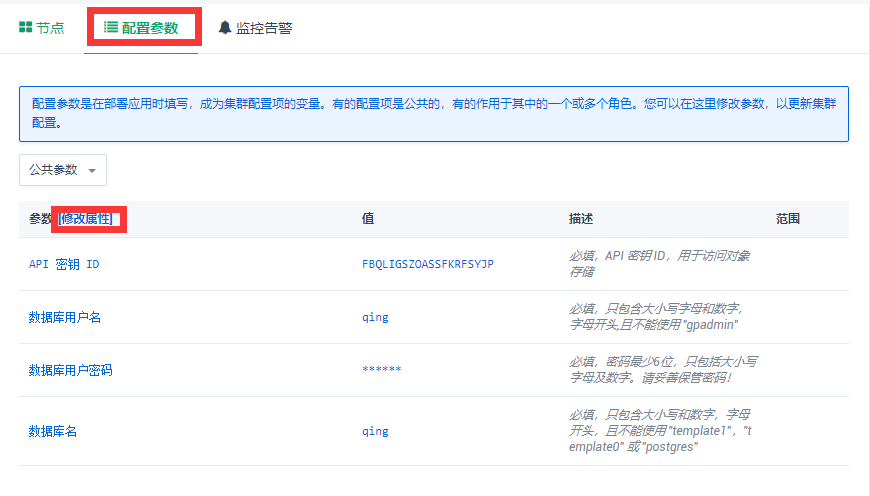 节点 配置参数 监控告警
配置参数是在部署应用时填写，成为集群配置项的变量。有的配置项是公共的，有的作用于其中的一个或多个角色。您可以在这里修改参数，以更新集群
配置。
公共参数
参数 [修改属性] 值 描述 范围
API 密钥 ID FBQLIGSZOASSFKRFSYJP 必填，API 密钥 ID，用于访问对象
存储
数据库用户名 qing 必填，只包含大小写字母和数字，
字母开头,且不能使用 "gpadmin"
数据库用户密码 ****** 必填，密码最少6位，只包括大小写
字母及数字。请妥善保管密码！
数据库名 qing 必填，只包含大小写和数字，字母
开头，且不能使用 "template1"，"t
emplate0" 或 "postgres"